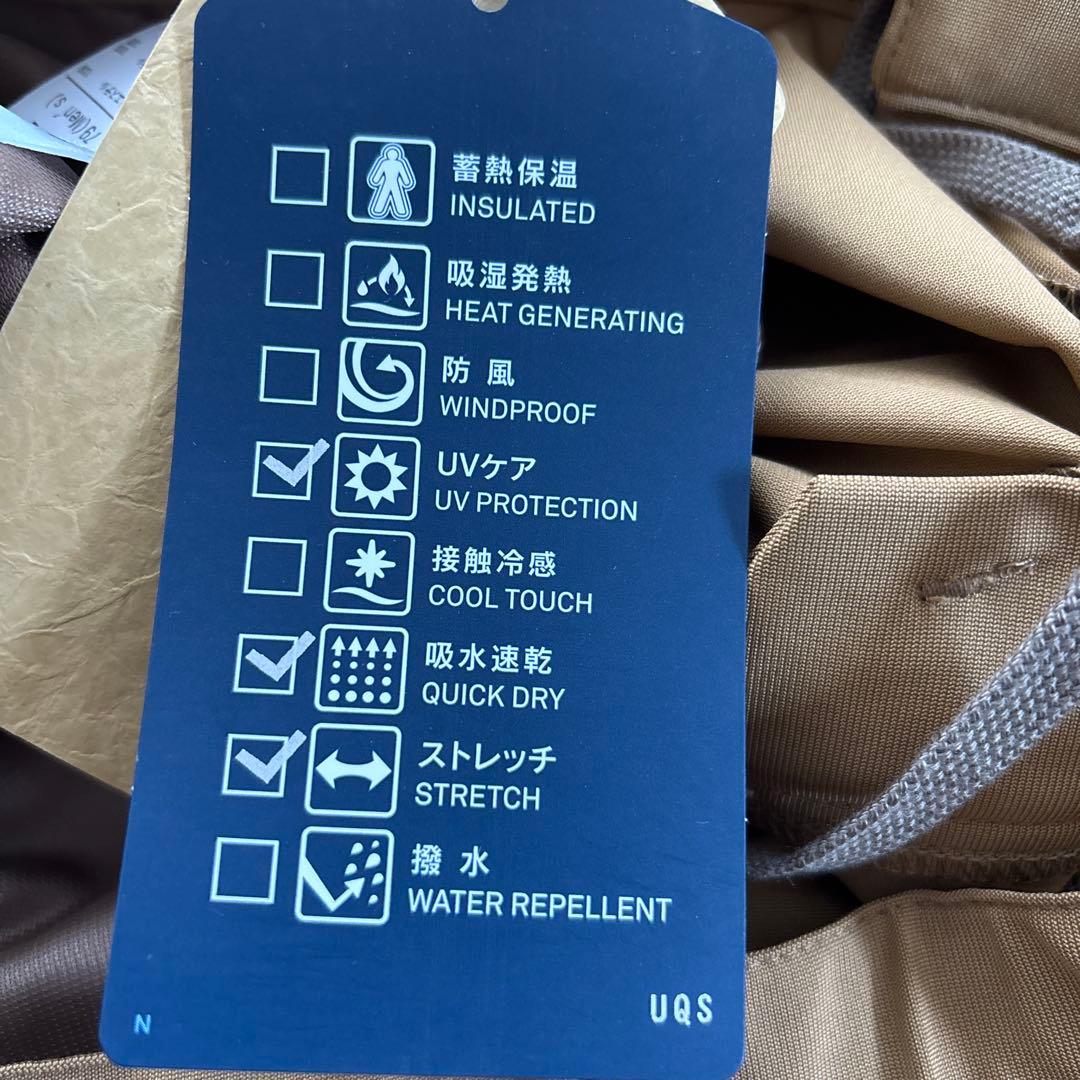 蓄熱保温
INSULATED
吸湿発熱
HEAT GENERATING
防 風
WINDPROOF
UVケア
UV PROTECTION
接触冷感
COOL TOUCH
吸水速乾
QUICK DRY
ストレッチ
STRETCH
撥 水
WATER REPELLENT
N
UQS
79(Men's)